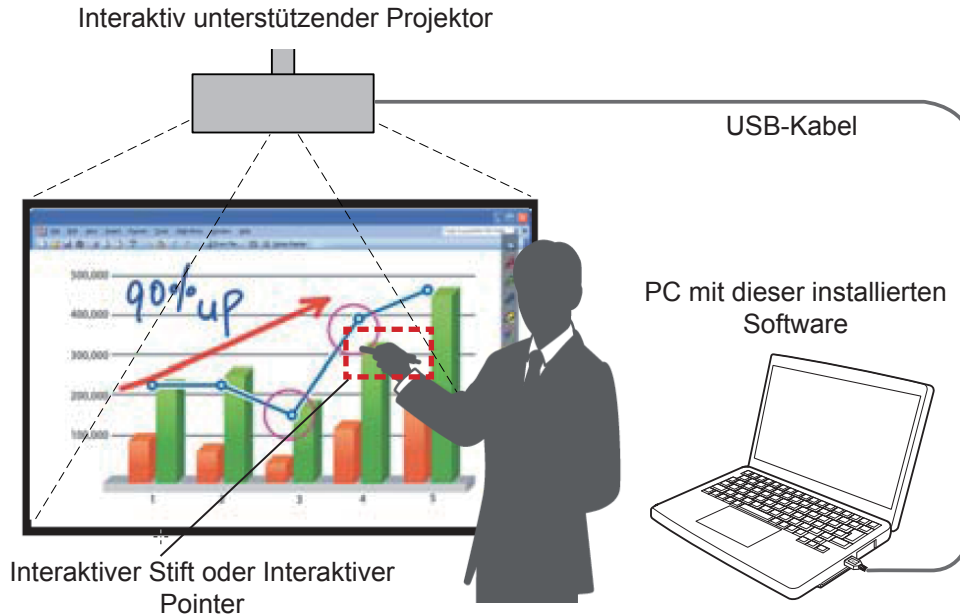 Interaktiv unterstützender Projektor
USB-Kabel
500,000
90% up
400,000
300,000
200,000
100,000
1
2
3
4
5
PC mit dieser installierten
Software
Interaktiver Stift oder Interaktiver
Pointer